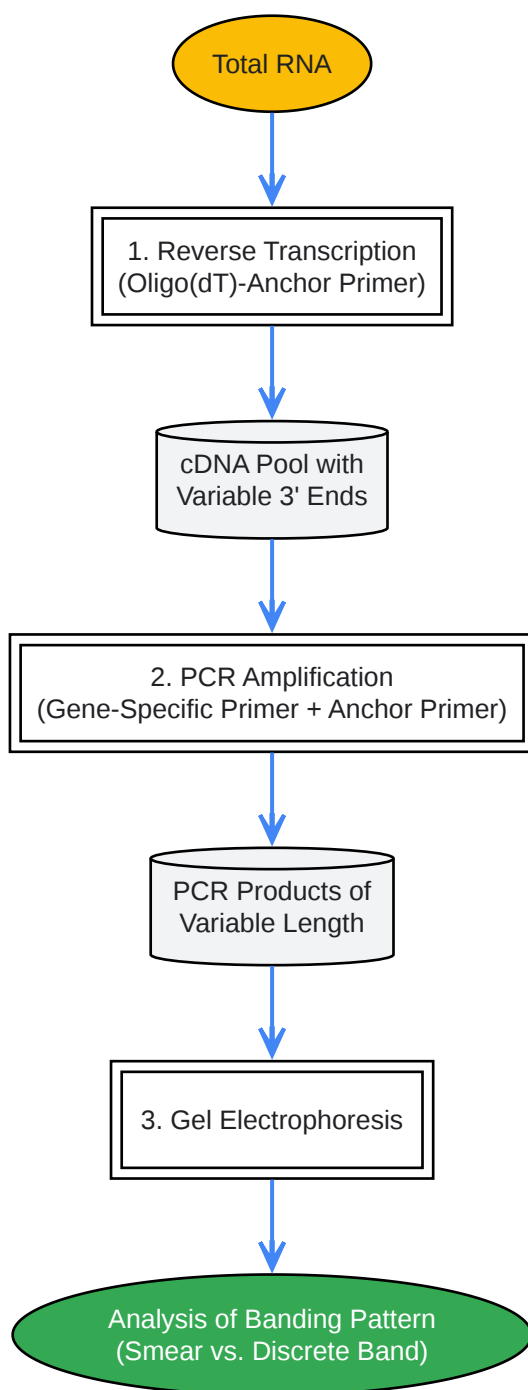 Total RNA
1. Reverse Transcription
(Oligo(dT)-Anchor Primer)
cDNA Pool with
Variable 3' Ends
2. PCR Amplification
(Gene-Specific Primer + Anchor Primer)
PCR Products of
Variable Length
3. Gel Electrophoresis
Analysis of Banding Pattern
(Smear vs. Discrete Band)